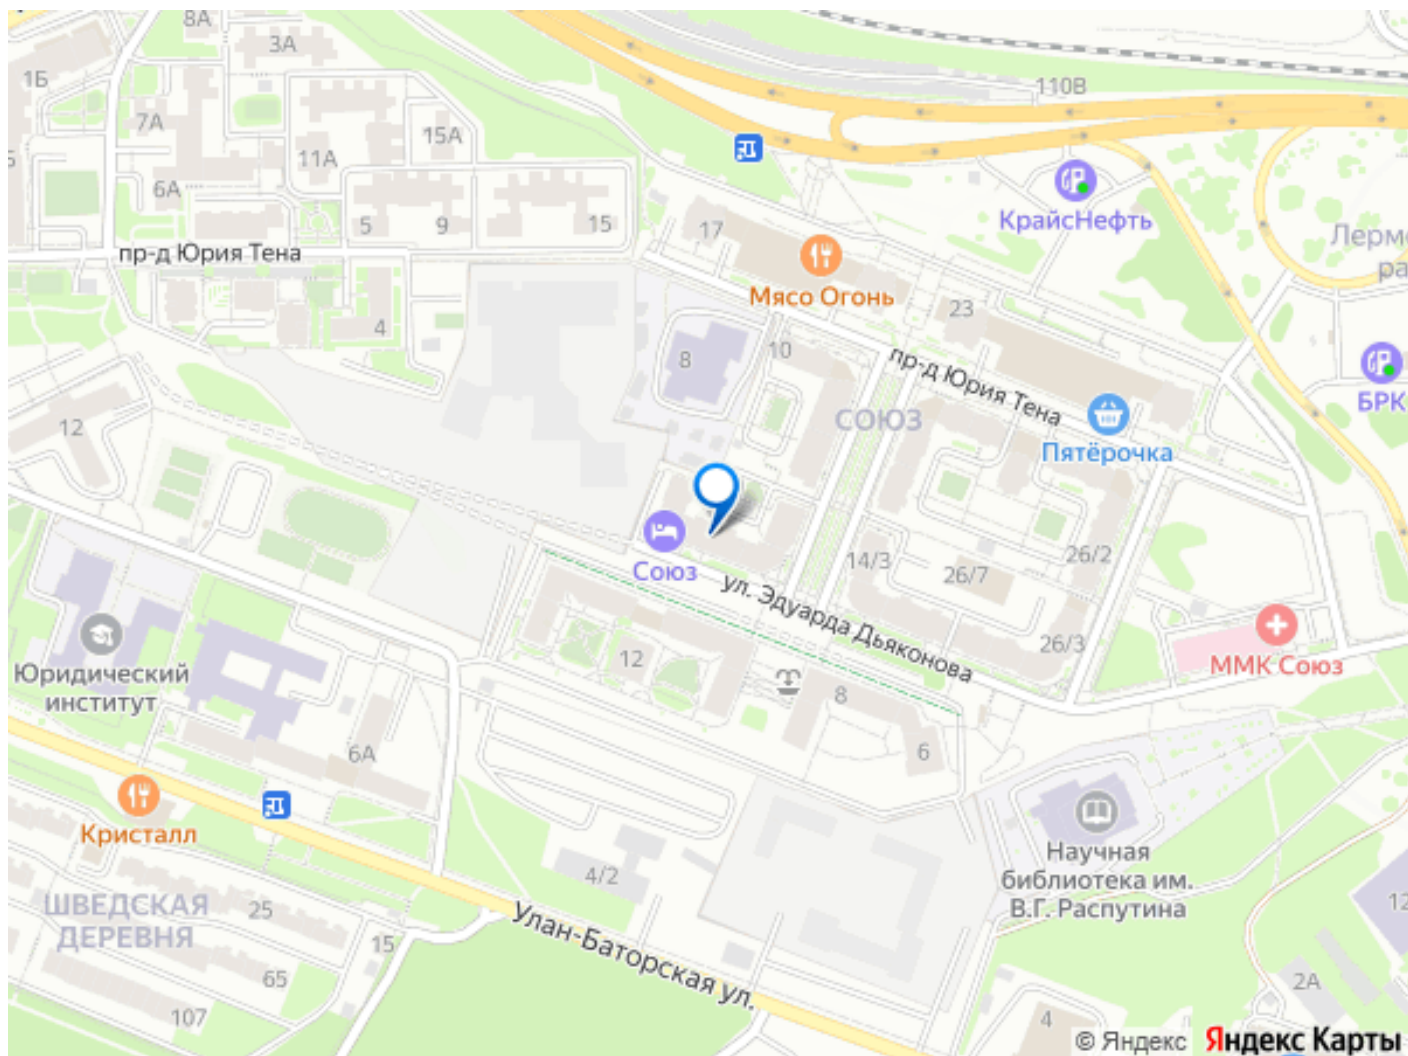 8А
3А
1Б
110В
7А
15А
11А
6А
КрайсНефть
5
9
15
17
пр-д Юрия Тена
Мясо Огонь
23
4
8
10
пр-д Юрия Тена
БРК
12
СОЮЗ
Пятёрочка
Союз
14/3
26/7
26/2
ул. Эдуарда Дьяконова
26/3
ММК Союз
Юридический
институт
12
8
6
6А
Кристалл
4/2
Научная
библиотека им.
В.Г. Распутина
ШВЕДСКАЯ
ДЕРЕВНЯ
25
15
65
107
Улан-Баторская ул.
2А
4
© Яндекс Яндекс Карты